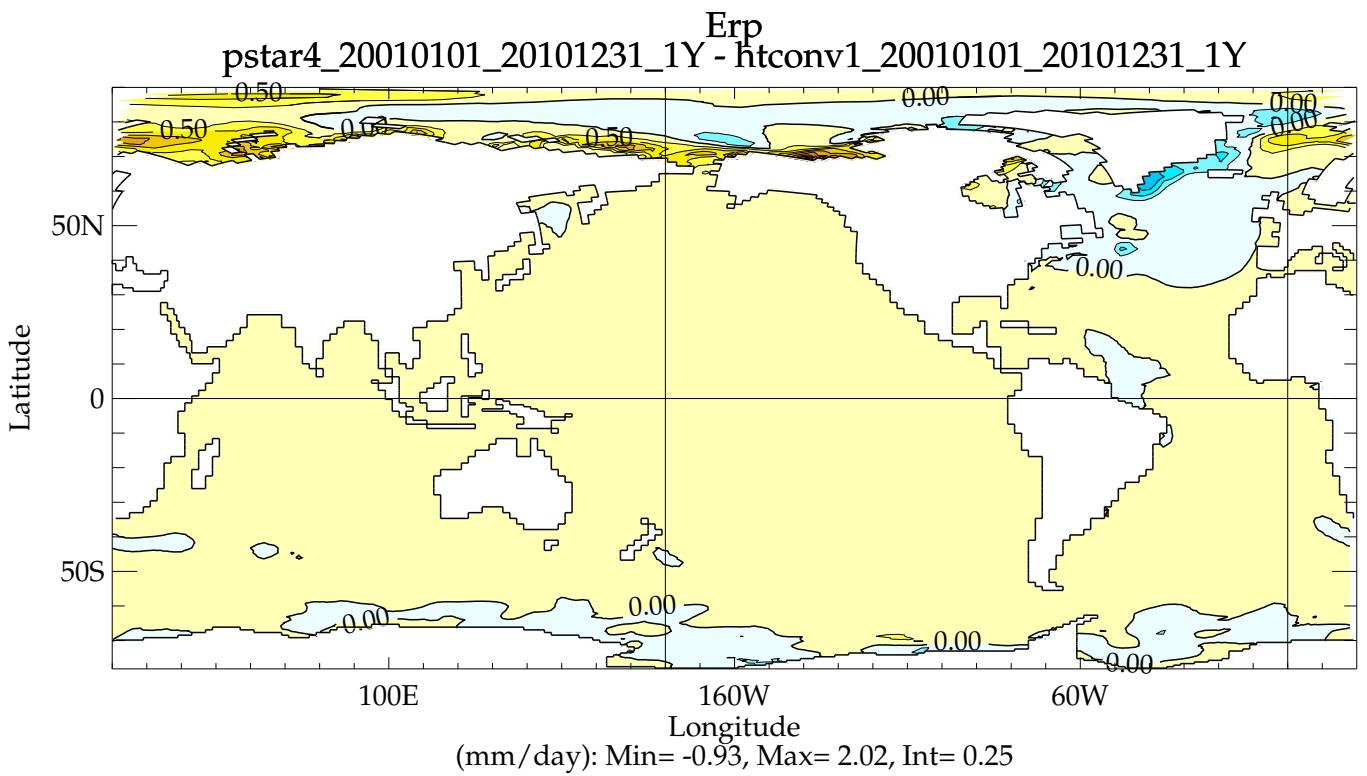 Erp
pstar4_20010101_20101231_1Y - htconv1_20010101_20101231_1Y
0.50
0.00
0.00
0.00
0.50
0.0
0.50
50N
0.00
Latitude
0
50S
0.00
0.00
0.00
0.00
100E
160W
60W
Longitude
(mm/day): Min= -0.93, Max= 2.02, Int= 0.25